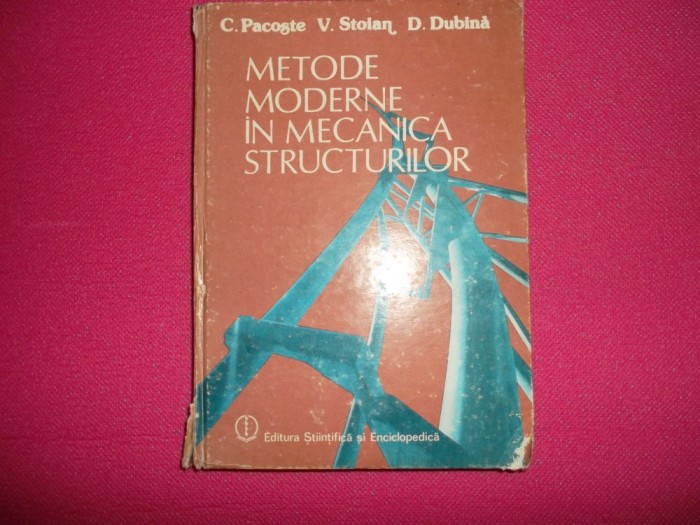 C. Pacoste V. Stoian D. Dubină
METODE
MODERNE
ÎN MECANICA
STRUCTURILOR
Editura Științifică și Enciclopedică